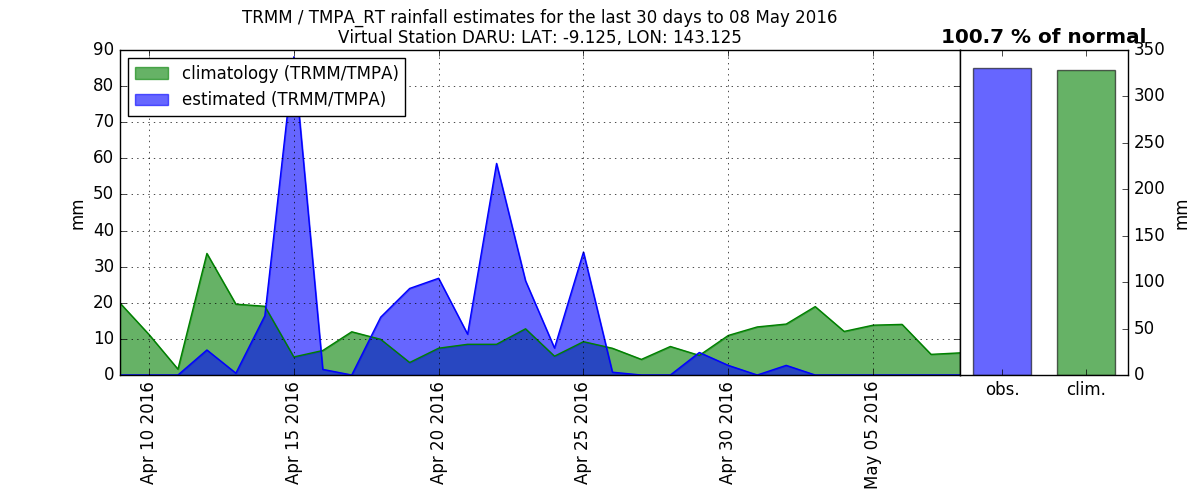 TRMM / TMPA_RT rainfall estimates for the last 30 days to 08 May 2016
Virtual Station DARU: LAT: -9.125, LON: 143.125
100.7 % of normal
climatology (TRMM/TMPA)
estimated (TRMM/TMPA)
90
80
70
60
50
40
30
20
10
0
mm
Apr 10 2016
Apr 15 2016
Apr 20 2016
Apr 25 2016
Apr 30 2016
May 05 2016
obs.
clim.
350
300
250
200
150
100
50
0
mm